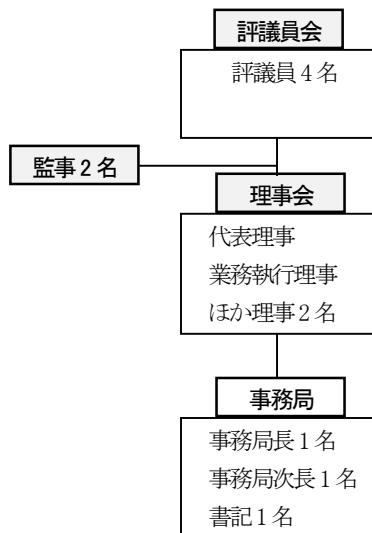 評議員会
評議員４名
監事２名
理事会
代表理事
業務執行理事
ほか理事２名
事務局
事務局長１名
事務局次長１名
書記１名